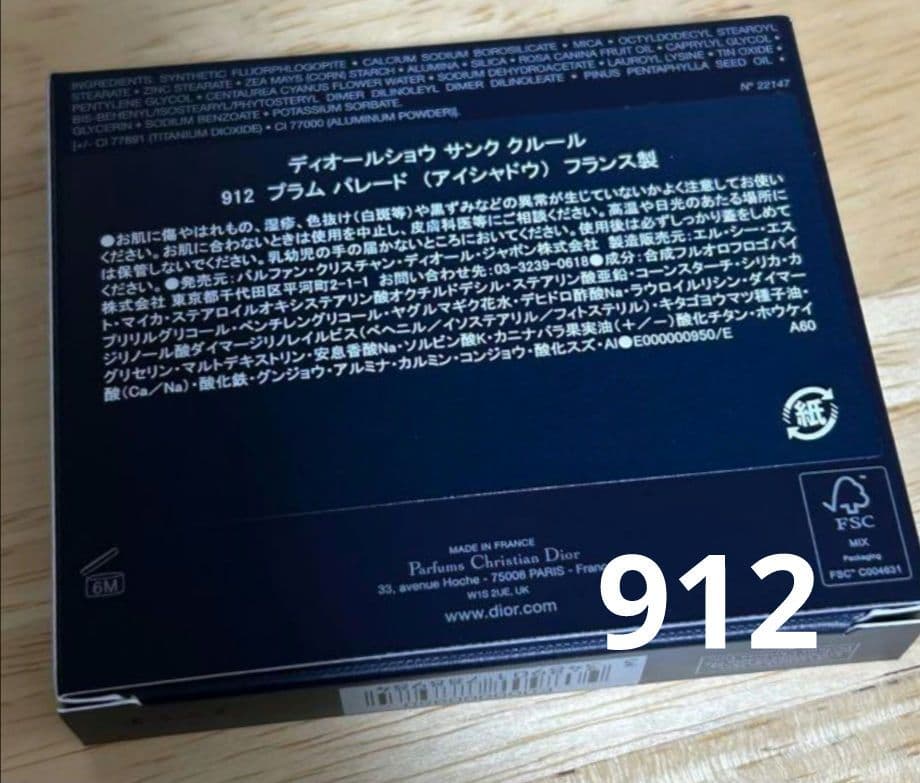 INGREDIENTS: SYNTHETIC FLUORPHLOGOPITE • CALCIUM SODIUM BOROSILICATE • MICA • OCTYLDODECYL STEAROYL
STEARATE • ZINC STEARATE • ZEA MAYS (CORN) STARCH • ALUMINA • SILICA • ROSA CANINA FRUIT OIL • CAPRYLYL GLYCOL •
PENTYLENE GLYCOL • CENTAUREA CYANUS FLOWER WATER • SODIUM DEHYDROACETATE • LAUROYL LYSINE • TIN OXIDE •
BIS-BEHENYL/ISOSTEARYL/PHYTOSTERYL DIMER DILINOLEYL DIMER DILINOLEATE • PINUS PENTAPHYLLA SEED OIL •
GLYCERIN • SODIUM BENZOATE • POTASSIUM SORBATE.
[+/- CI 77891 (TITANIUM DIOXIDE) • CI 77000 (ALUMINUM POWDER)].
N° 22147
ディオールショウ サンク クルール
912 プラム パレード (アイシャドウ) フランス製
●お肌に傷やはれもの、湿疹、色抜け(白斑等)や黒ずみなどの異常が生じていないかよく注意してお使い
ください。お肌に合わないときは使用を中止し、皮膚科医等にご相談ください。高温や日光のあたる場所に
は保管しないでください。乳幼児の手の届かないところにおいてください。使用後は必ずしっかり蓋をしめて
ください。●発売元:パルファン・クリスチャン・ディオール・ジャポン株式会社 製造販売元:エル・シー・エス
株式会社 東京都千代田区平河町2-1-1 お問い合わせ先:03-3239-0618●成分:合成フルオロフロゴパイ
ト・マイカ・ステアロイルオキシステアリン酸オクチルドデシル・ステアリン酸亜鉛・コーンスターチ・シリカ・カ
プリリルグリコール・ペンチレングリコール・ヤグルマギク花水・デヒドロ酢酸Na・ラウロイルリシン・ダイマー
ジリノール酸ダイマージリノレイルビス(ベヘニル/イソステアリル/フィトステリル)・キタゴヨウマツ種子油・
グリセリン・マルトデキストリン・安息香酸Na・ソルビン酸K・カニナバラ果実油(+/−)酸化チタン・ホウケイ
酸(Ca/Na)・酸化鉄・グンジョウ・アルミナ・カルミン・コンジョウ・酸化スズ・Al●E000000950/E
A60
紙
FSC
MIX
Packaging
FSC™ C004631
6M
MADE IN FRANCE
Parfums Christian Dior
33, avenue Hoche - 75008 PARIS - France
W1S 2UE, UK
www.dior.com
912